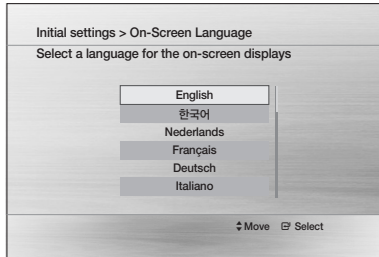 Initial settings > On-Screen Language
Select a language for the on-screen displays
English
한국어
Nederlands
Français
Deutsch
Italiano
Move Select